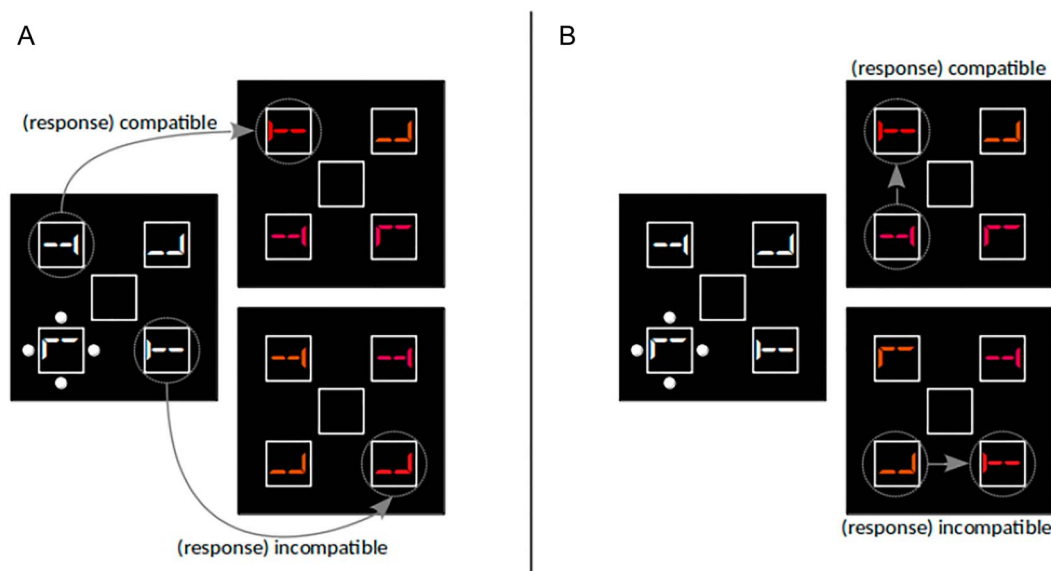 A
(response) compatible
(response) incompatible
B
(response) compatible
(response) incompatible